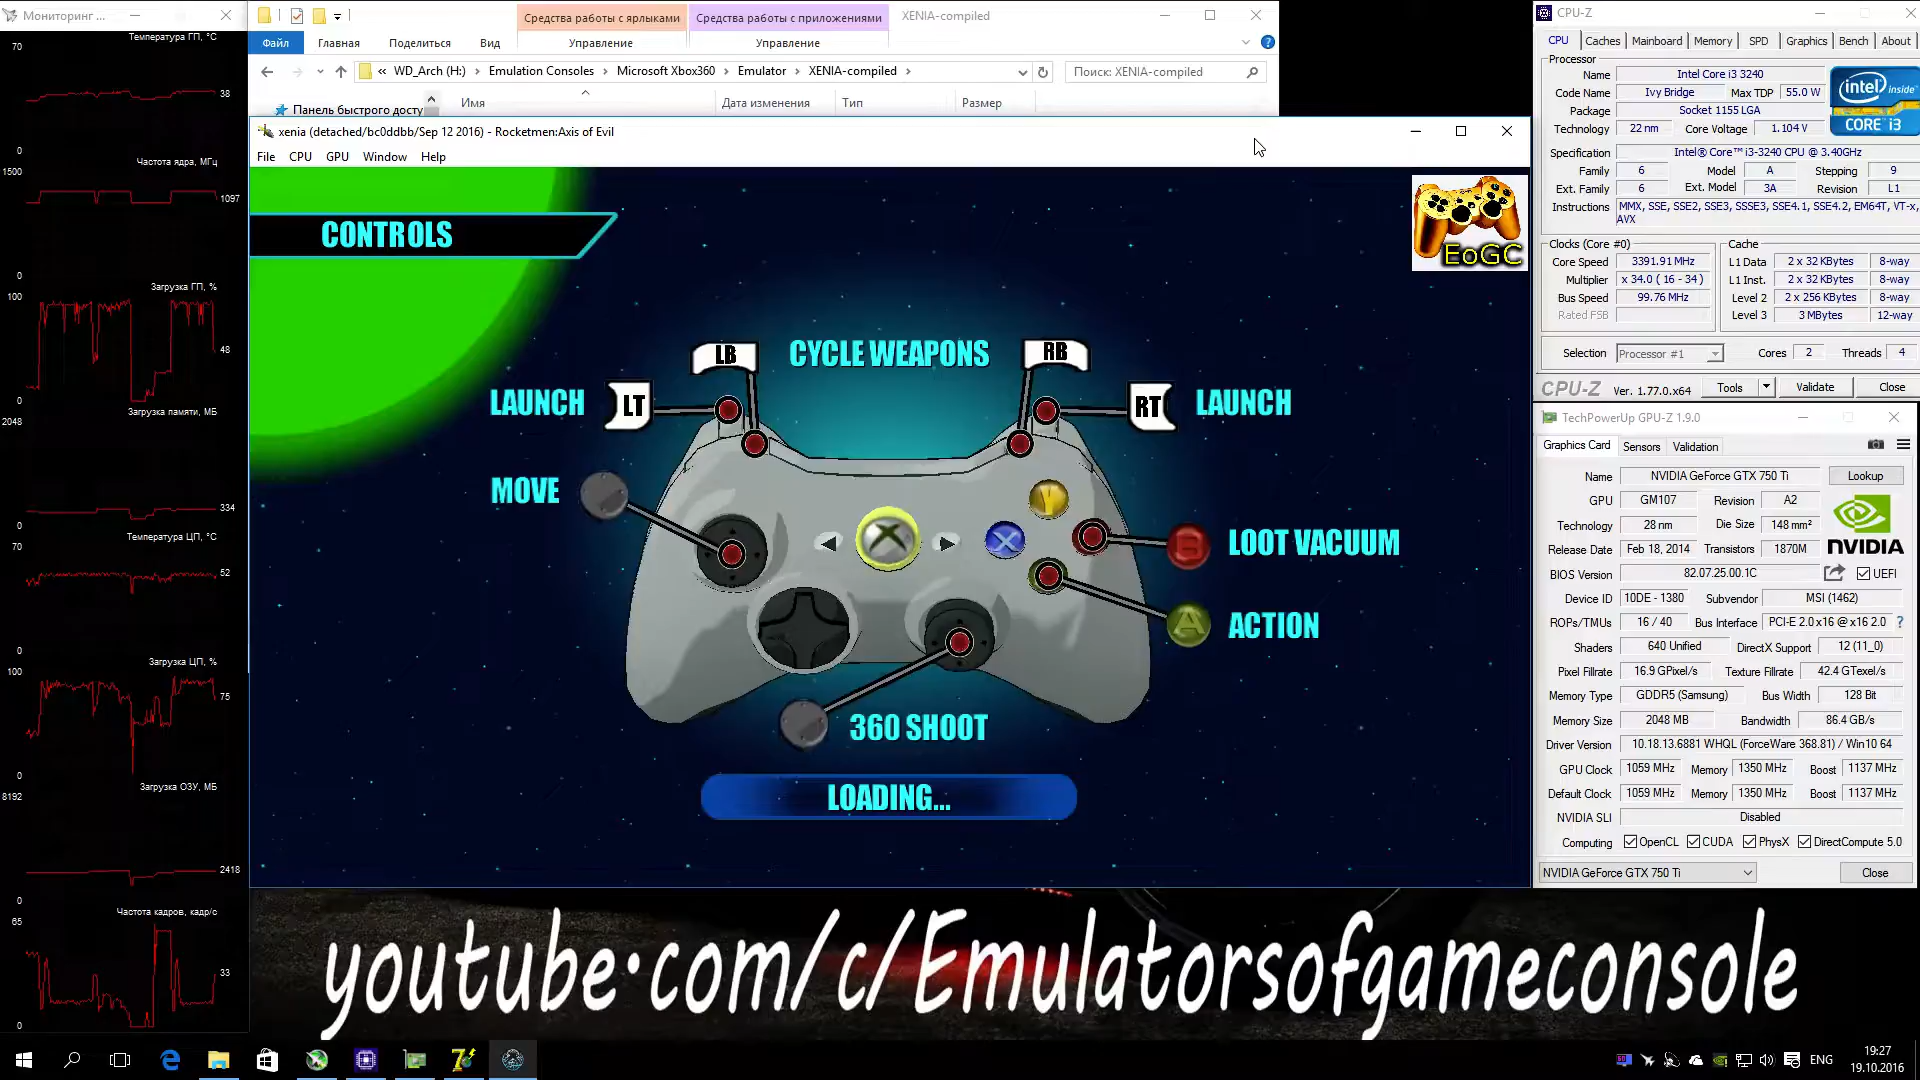 Мониторинг ...
70
Температура ГП, °C
38
0
Частота ядра, МГц
1500
1097
0
Загрузка ГП, %
100
48
0
Загрузка памяти, МБ
2048
334
0
Температура ЦП, °C
70
52
0
Загрузка ЦП, %
100
75
0
Загрузка ОЗУ, МБ
8192
2418
0
Частота кадров, кадр/с
65
33
0
Средства работы с ярлыками
Средства работы с приложениями
XENIA-compiled
Файл
Главная
Поделиться
Вид
Управление
Управление
« WD_Arch (H:) › Emulation Consoles › Microsoft Xbox360 › Emulator › XENIA-compiled ›
Поиск: XENIA-compiled
Панель быстрого досту
Имя
Дата изменения
Тип
Размер
xenia (detached/bc0ddbb/Sep 12 2016) - Rocketmen:Axis of Evil
File CPU GPU Window Help
CONTROLS
EoGC
LB
CYCLE WEAPONS
RB
LAUNCH
LT
RT
LAUNCH
MOVE
Y
X
B
LOOT VACUUM
A
ACTION
360 SHOOT
LOADING...
CPU-Z
CPU Caches Mainboard Memory SPD Graphics Bench About
Processor
Name Intel Core i3 3240
Code Name Ivy Bridge Max TDP 55.0 W
Package Socket 1155 LGA
Technology 22 nm Core Voltage 1.104 V
intel inside
CORE i3
Specification Intel® Core™ i3-3240 CPU @ 3.40GHz
Family 6 Model A Stepping 9
Ext. Family 6 Ext. Model 3A Revision L1
Instructions MMX, SSE, SSE2, SSE3, SSSE3, SSE4.1, SSE4.2, EM64T, VT-x,
AVX
Clocks (Core #0)
Core Speed 3391.91 MHz
Multiplier x 34.0 ( 16 - 34 )
Bus Speed 99.76 MHz
Rated FSB
Cache
L1 Data 2 x 32 KBytes 8-way
L1 Inst. 2 x 32 KBytes 8-way
Level 2 2 x 256 KBytes 8-way
Level 3 3 MBytes 12-way
Selection Processor #1 Cores 2 Threads 4
CPU-Z Ver. 1.77.0.x64 Tools Validate Close
TechPowerUp GPU-Z 1.9.0
Graphics Card Sensors Validation
Name NVIDIA GeForce GTX 750 Ti Lookup
GPU GM107 Revision A2
Technology 28 nm Die Size 148 mm²
Release Date Feb 18, 2014 Transistors 1870M
NVIDIA
BIOS Version 82.07.25.00.1C UEFI
Device ID 10DE - 1380 Subvendor MSI (1462)
ROPs/TMUs 16 / 40 Bus Interface PCI-E 2.0 x16 @ x16 2.0 ?
Shaders 640 Unified DirectX Support 12 (11_0)
Pixel Fillrate 16.9 GPixel/s Texture Fillrate 42.4 GTexel/s
Memory Type GDDR5 (Samsung) Bus Width 128 Bit
Memory Size 2048 MB Bandwidth 86.4 GB/s
Driver Version 10.18.13.6881 WHQL (ForceWare 368.81) / Win10 64
GPU Clock 1059 MHz Memory 1350 MHz Boost 1137 MHz
Default Clock 1059 MHz Memory 1350 MHz Boost 1137 MHz
NVIDIA SLI Disabled
Computing OpenCL CUDA PhysX DirectCompute 5.0
NVIDIA GeForce GTX 750 Ti Close
youtube.com/c/Emulatorsofgameconsole
ENG
19:27
19.10.2016